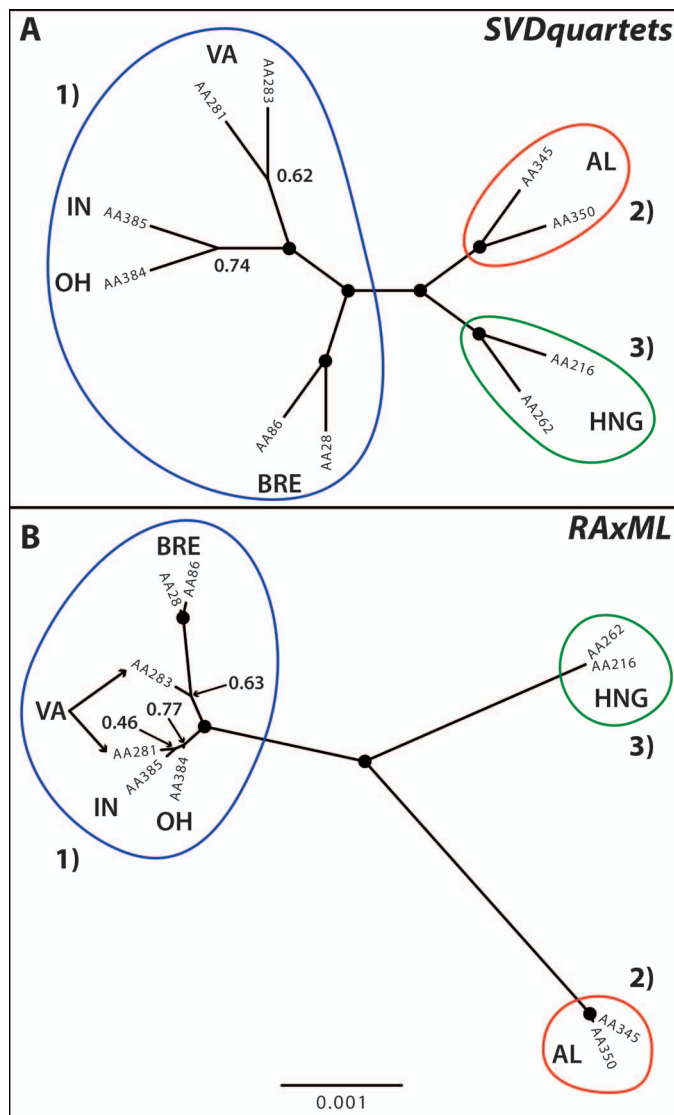 A
SVDquartets
VA
1)
AA281
AA283
0.62
IN
AA385
OH
AA384
0.74
AA86
AA28
BRE
AA345
AL
AA350
2)
3)
AA216
AA262
HNG
B
RAxML
BRE
AA28
AA86
AA283
0.63
VA
0.77
0.46
AA281
AA385
AA384
IN
OH
1)
AA262
AA216
HNG
3)
2)
AA345
AA350
AL
0.001